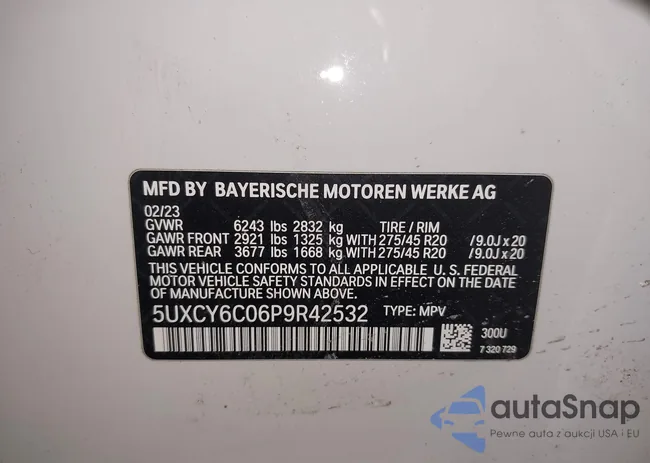 MFD BY BAYERISCHE MOTOREN WERKE AG
02/23
GVWR 6243 lbs 2832 kg TIRE / RIM
GAWR FRONT 2921 lbs 1325 kg WITH 275/45 R20 /9.0J x 20
GAWR REAR 3677 lbs 1668 kg WITH 275/45 R20 /9.0J x 20
THIS VEHICLE CONFORMS TO ALL APPLICABLE U. S. FEDERAL
MOTOR VEHICLE SAFETY STANDARDS IN EFFECT ON THE DATE
OF MANUFACTURE SHOWN ABOVE.
5UXCY6C06P9R42532 TYPE: MPV
300U
7 320 729
autaSnap
Pewne auta z aukcji USA i EU